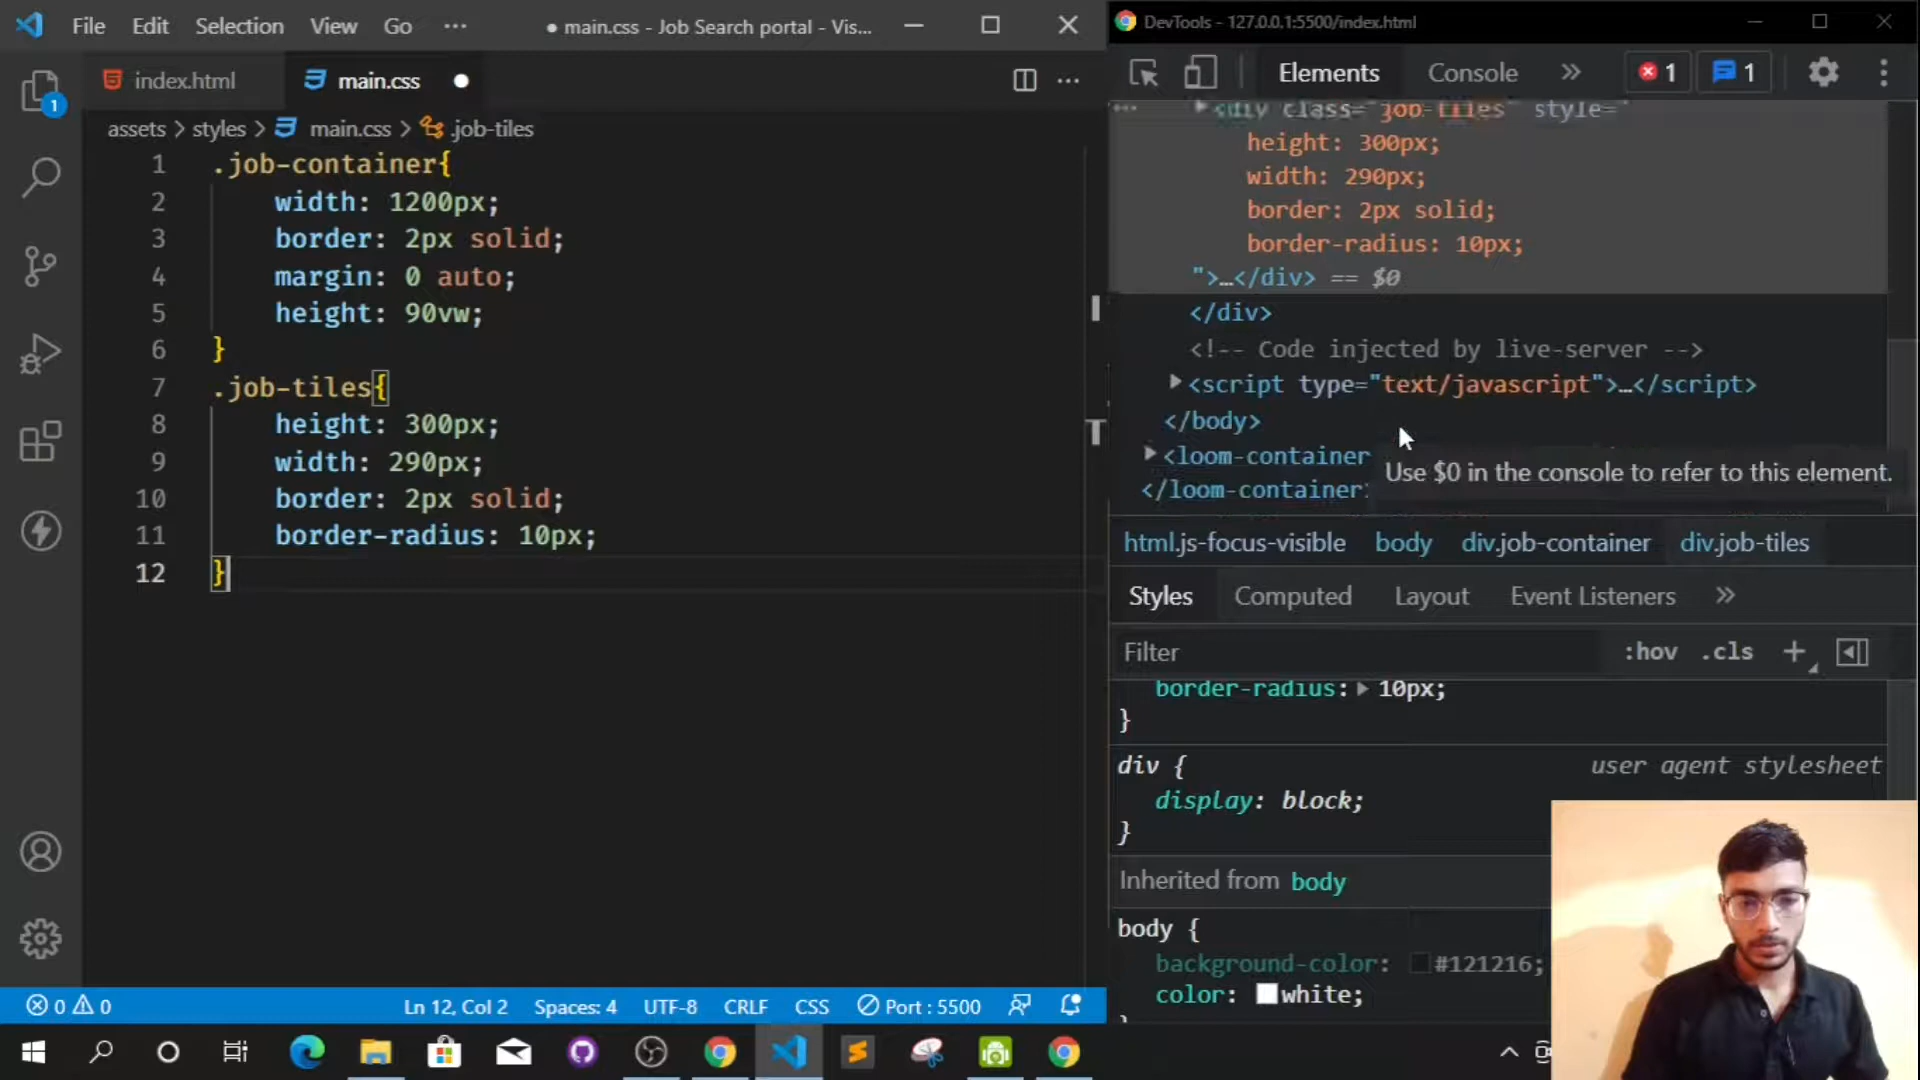 File Edit Selection View Go ···
● main.css - Job Search portal - Vis...
index.html
main.css ●
assets > styles > main.css > .job-tiles
1 .job-container{
2 width: 1200px;
3 border: 2px solid;
4 margin: 0 auto;
5 height: 90vw;
6 }
7 .job-tiles{
8 height: 300px;
9 width: 290px;
10 border: 2px solid;
11 border-radius: 10px;
12 }
1
0 0 Ln 12, Col 2 Spaces: 4 UTF-8 CRLF CSS Port : 5500
DevTools - 127.0.0.1:5500/index.html
Elements Console » 1 1
<div class="job-tiles" style="
height: 300px;
width: 290px;
border: 2px solid;
border-radius: 10px;
">…</div> == $0
</div>
<!-- Code injected by live-server -->
<script type="text/javascript">…</script>
</body>
<loom-container
Use $0 in the console to refer to this element.
</loom-container>
html.js-focus-visible body div.job-container div.job-tiles
Styles Computed Layout Event Listeners »
Filter :hov .cls +
border-radius: 10px;
}
div { user agent stylesheet
display: block;
}
Inherited from body
body {
background-color: #121216;
color: white;